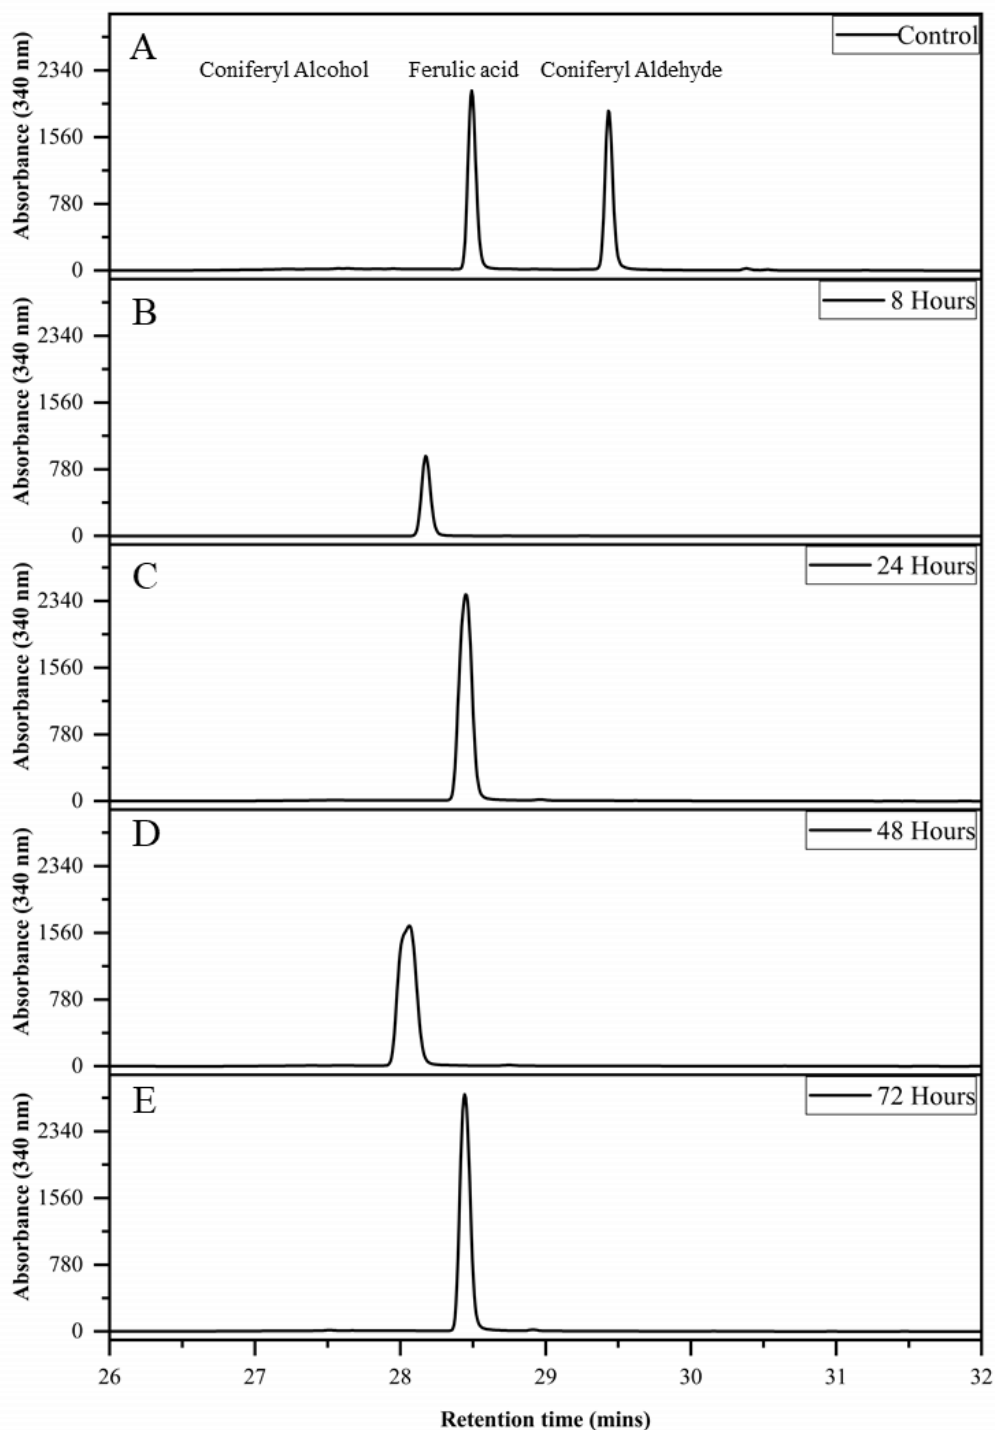 A
Control
Coniferyl Alcohol Ferulic acid Coniferyl Aldehyde
Absorbance (340 nm)
2340
1560
780
0
B
8 Hours
Absorbance (340 nm)
2340
1560
780
0
C
24 Hours
Absorbance (340 nm)
2340
1560
780
0
D
48 Hours
Absorbance (340 nm)
2340
1560
780
0
E
72 Hours
Absorbance (340 nm)
2340
1560
780
0
26 27 28 29 30 31 32
Retention time (mins)